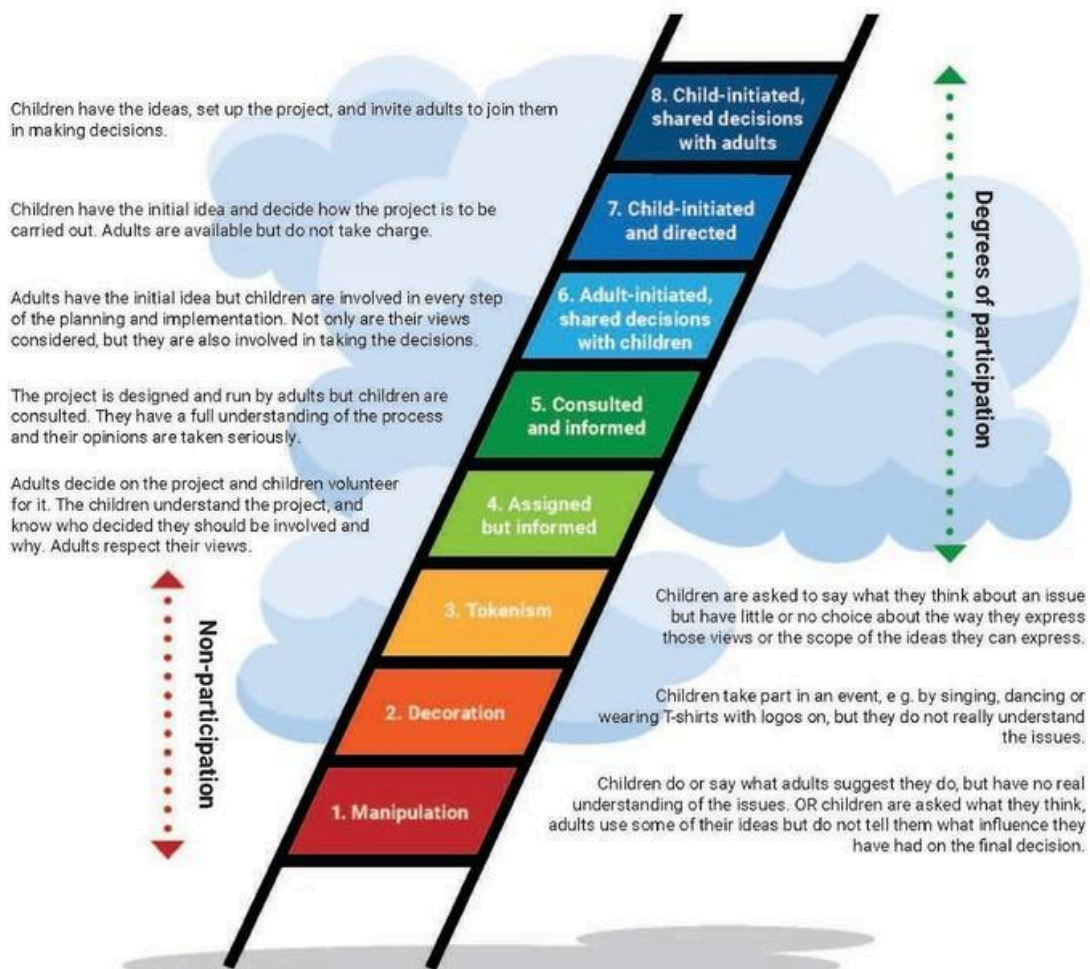 8. Child-initiated,
shared decisions
with adults
Children have the ideas, set up the project, and invite adults to join them
in making decisions.
7. Child-initiated
and directed
Children have the initial idea and decide how the project is to be
carried out. Adults are available but do not take charge.
6. Adult-initiated,
shared decisions
with children
Adults have the initial idea but children are involved in every step
of the planning and implementation. Not only are their views
considered, but they are also involved in taking the decisions.
5. Consulted
and informed
The project is designed and run by adults but children are
consulted. They have a full understanding of the process
and their opinions are taken seriously.
4. Assigned
but informed
Adults decide on the project and children volunteer
for it. The children understand the project, and
know who decided they should be involved and
why. Adults respect their views.
Degrees of participation
3. Tokenism
Children are asked to say what they think about an issue
but have little or no choice about the way they express
those views or the scope of the ideas they can express.
2. Decoration
Children take part in an event, e g. by singing, dancing or
wearing T-shirts with logos on, but they do not really understand
the issues.
1. Manipulation
Children do or say what adults suggest they do, but have no real
understanding of the issues. OR children are asked what they think,
adults use some of their ideas but do not tell them what influence they
have had on the final decision.
Non-participation